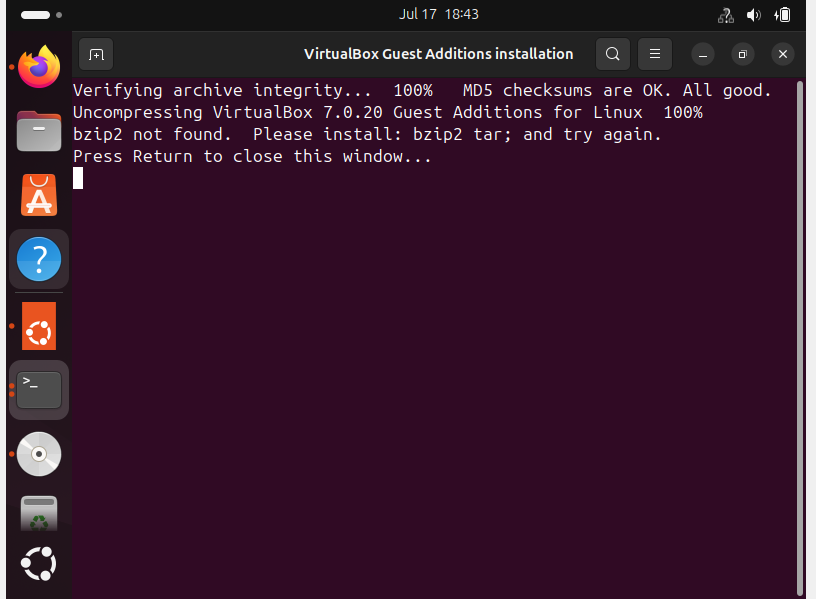 Jul 17 18:43
VirtualBox Guest Additions installation
Verifying archive integrity...  100%   MD5 checksums are OK. All good.
Uncompressing VirtualBox 7.0.20 Guest Additions for Linux  100%
bzip2 not found.  Please install: bzip2 tar; and try again.
Press Return to close this window...